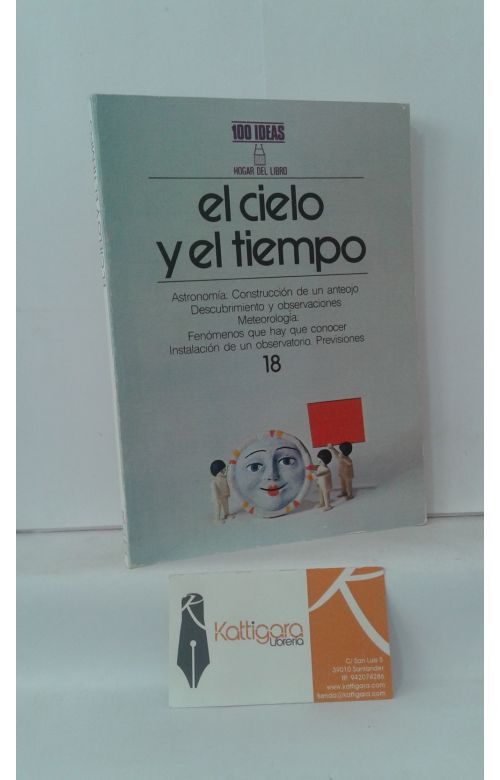 100 IDEAS
HOGAR DEL LIBRO
el cielo
y el tiempo
Astronomía: Construcción de un anteojo
Descubrimiento y observaciones
Meteorología:
Fenómenos que hay que conocer
Instalación de un observatorio. Previsiones
18
Kattigara
Librería
C/ San Luis 5
39010 Santander
tlf. 942074286
www.kattigara.com
tienda@kattigara.com